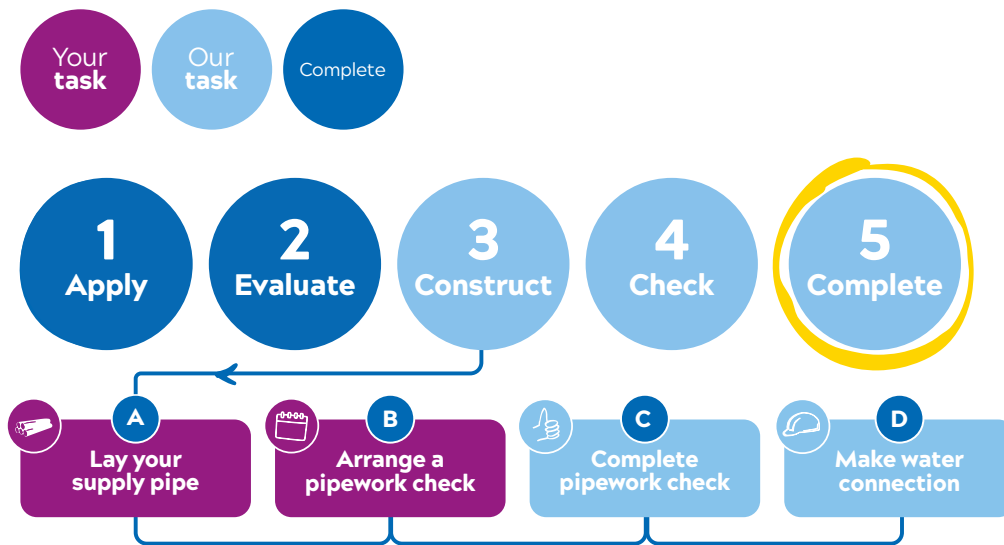 Your
task
Our
task
Complete
1
Apply
2
Evaluate
3
Construct
4
Check
5
Complete
A
Lay your
supply pipe
B
Arrange a
pipework check
C
Complete
pipework check
D
Make water
connection